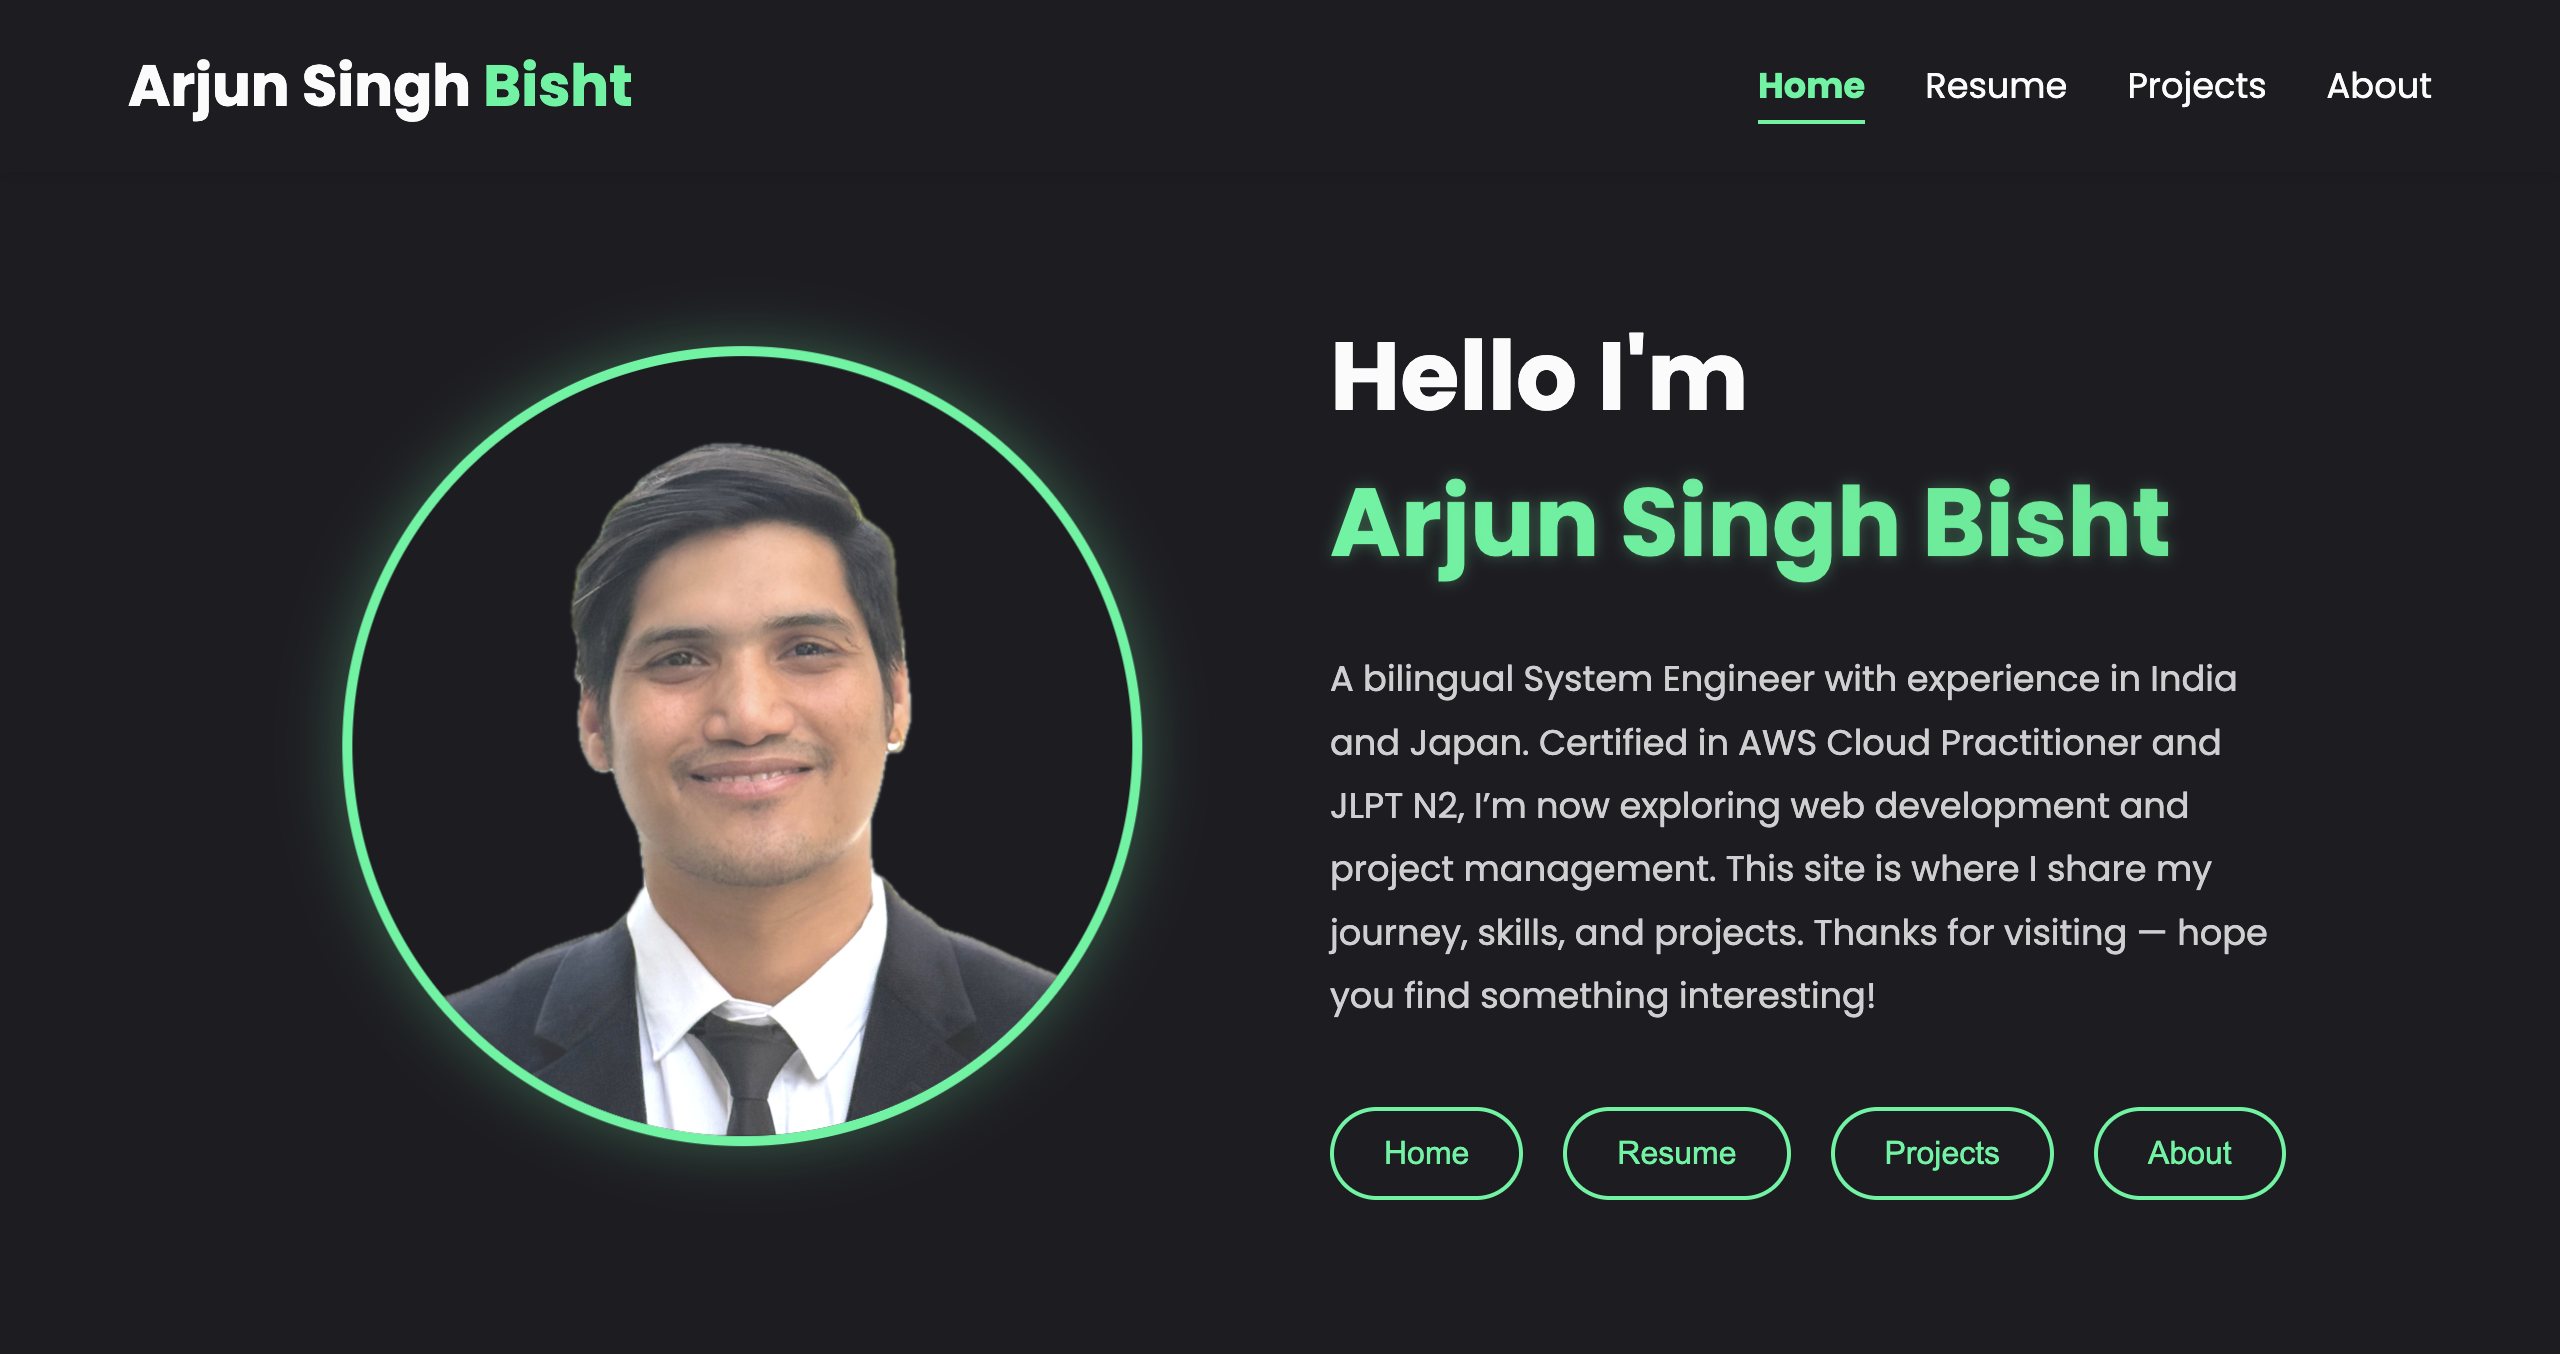 Arjun Singh Bisht
Home Resume Projects About
Hello I'm
Arjun Singh Bisht
A bilingual System Engineer with experience in India
and Japan. Certified in AWS Cloud Practitioner and
JLPT N2, I’m now exploring web development and
project management. This site is where I share my
journey, skills, and projects. Thanks for visiting — hope
you find something interesting!
Home Resume Projects About